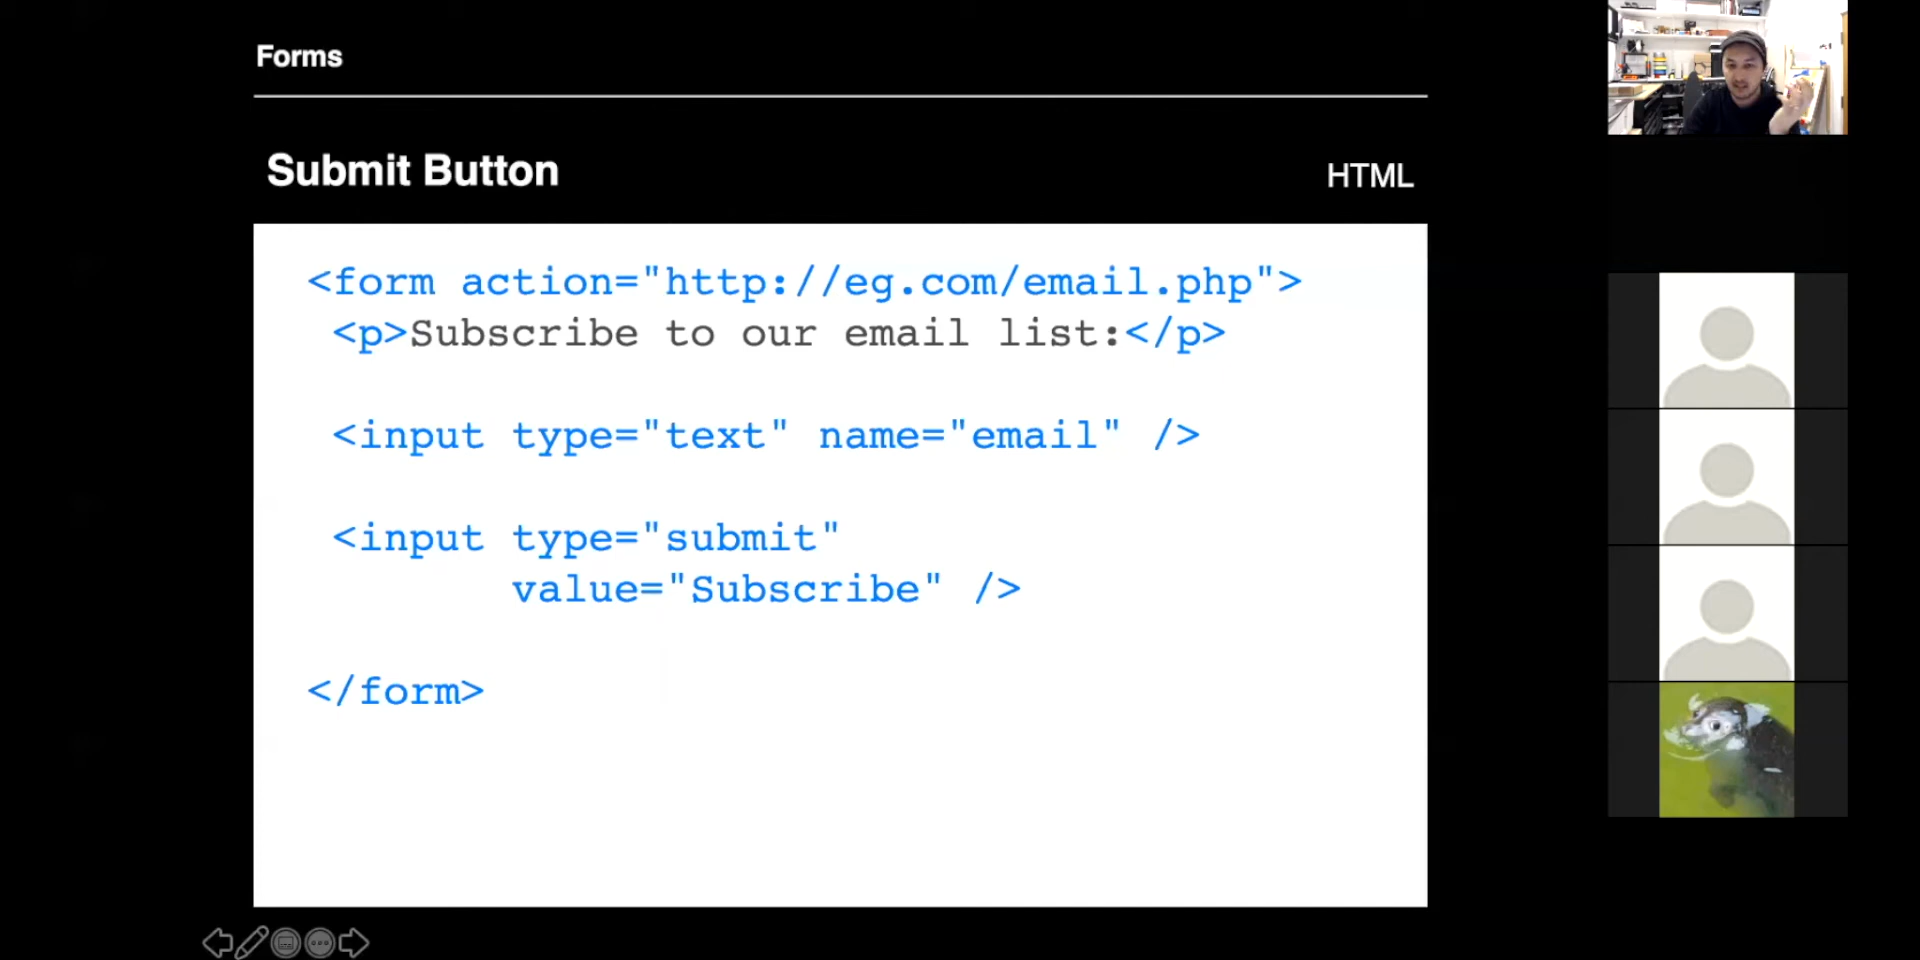 Forms
Submit Button
HTML
<form action="http://eg.com/email.php">
<p>Subscribe to our email list:</p>
<input type="text" name="email" />
<input type="submit"
value="Subscribe" />
</form>